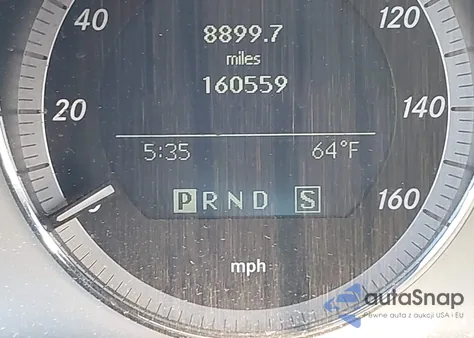 40
8899.7
120
miles
160559
20
140
5:35
64°F
P R N D S
160
mph
autaSnap
Pewne auta z aukcji USA i EU